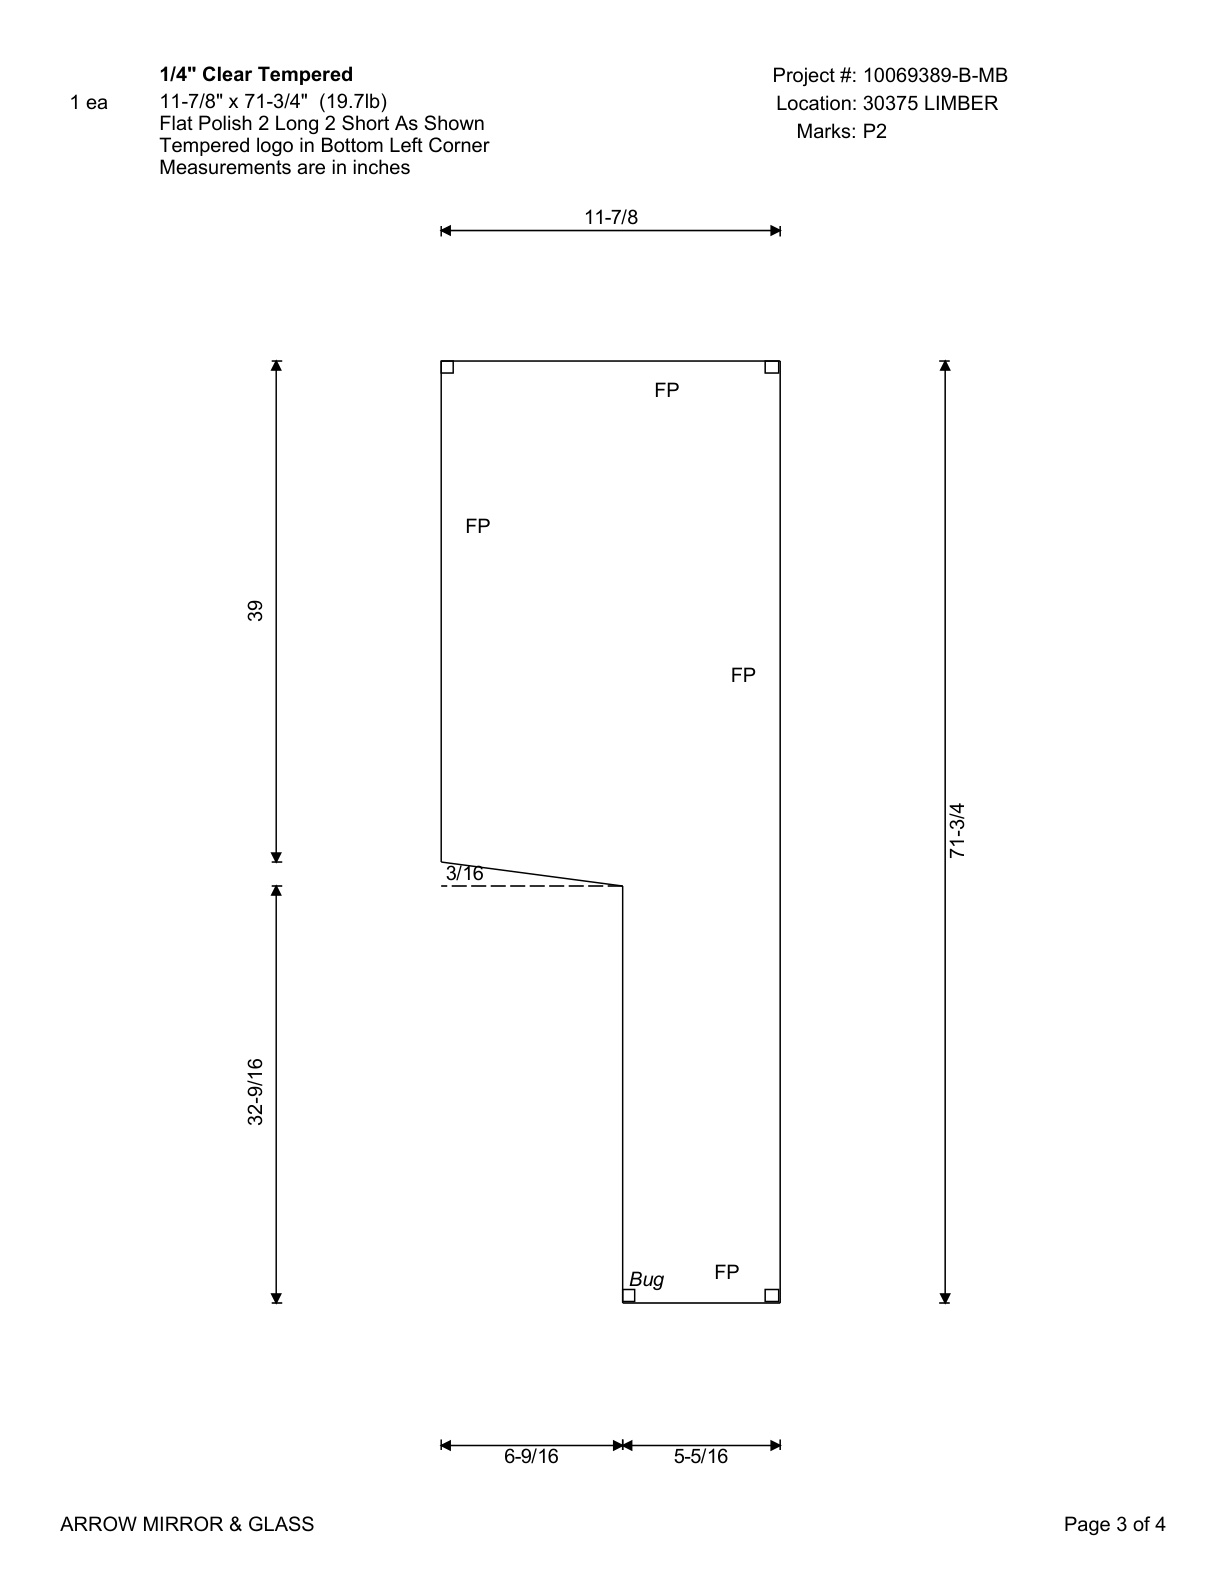 1/4" Clear Tempered
1 ea
11-7/8" x 71-3/4" (19.7lb)
Flat Polish 2 Long 2 Short As Shown
Tempered logo in Bottom Left Corner
Measurements are in inches
Project #: 10069389-B-MB
Location: 30375 LIMBER
Marks: P2
11-7/8
FP
FP
39
FP
71-3/4
3/16
32-9/16
Bug
FP
6-9/16
5-5/16
ARROW MIRROR & GLASS
Page 3 of 4